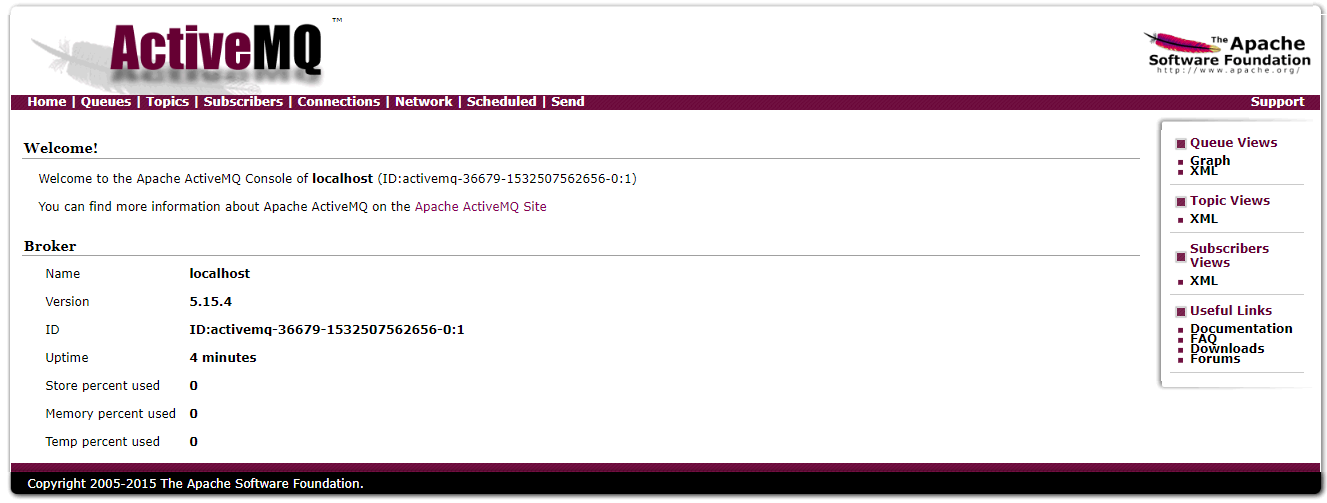 ActiveMQ™
The Apache
Software Foundation
http://www.apache.org/
Home | Queues | Topics | Subscribers | Connections | Network | Scheduled | Send
Support
Welcome!
Welcome to the Apache ActiveMQ Console of localhost (ID:activemq-36679-1532507562656-0:1)
You can find more information about Apache ActiveMQ on the Apache ActiveMQ Site
Broker
Name localhost
Version 5.15.4
ID ID:activemq-36679-1532507562656-0:1
Uptime 4 minutes
Store percent used 0
Memory percent used 0
Temp percent used 0
Queue Views
Graph
XML
Topic Views
XML
Subscribers
Views
XML
Useful Links
Documentation
FAQ
Downloads
Forums
Copyright 2005-2015 The Apache Software Foundation.